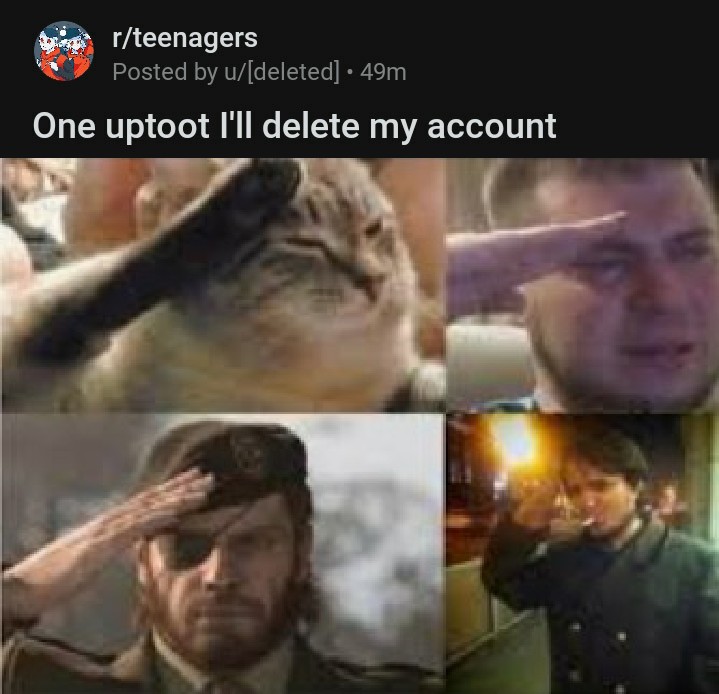 r/teenagers
Posted by u/[deleted] • 49m
One uptoot I'll delete my account